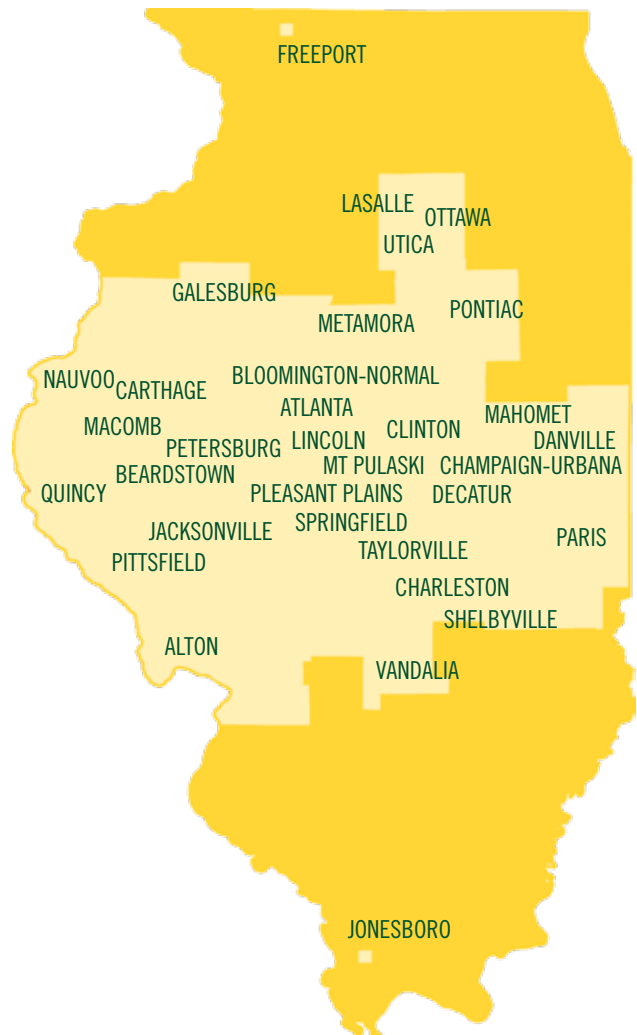 FREEPORT
LASALLE
OTTAWA
UTICA
GALESBURG
PONTIAC
METAMORA
NAUVOO
BLOOMINGTON-NORMAL
CARTHAGE
ATLANTA
MAHOMET
MACOMB
CLINTON
LINCOLN
DANVILLE
PETERSBURG
MT PULASKI
CHAMPAIGN-URBANA
BEARDSTOWN
QUINCY
PLEASANT PLAINS
DECATUR
SPRINGFIELD
JACKSONVILLE
PARIS
TAYLORVILLE
PITTSFIELD
CHARLESTON
SHELBYVILLE
ALTON
VANDALIA
JONESBORO